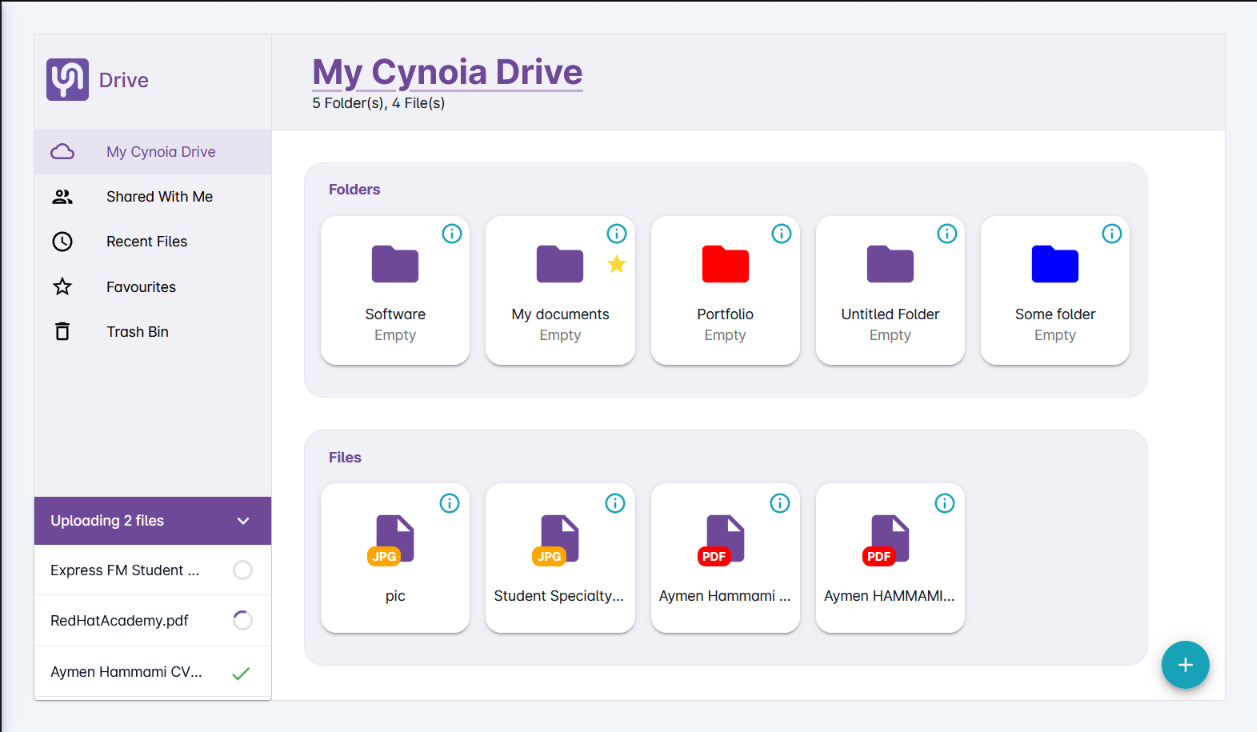 Drive
My Cynoia Drive
Shared With Me
Recent Files
Favourites
Trash Bin
Uploading 2 files
Express FM Student ...
RedHatAcademy.pdf
Aymen Hammami CV...
My Cynoia Drive
5 Folder(s), 4 File(s)
Folders
Software
Empty
My documents
Empty
Portfolio
Empty
Untitled Folder
Empty
Some folder
Empty
Files
JPG
pic
JPG
Student Specialty...
PDF
Aymen Hammami ...
PDF
Aymen HAMMAMI...